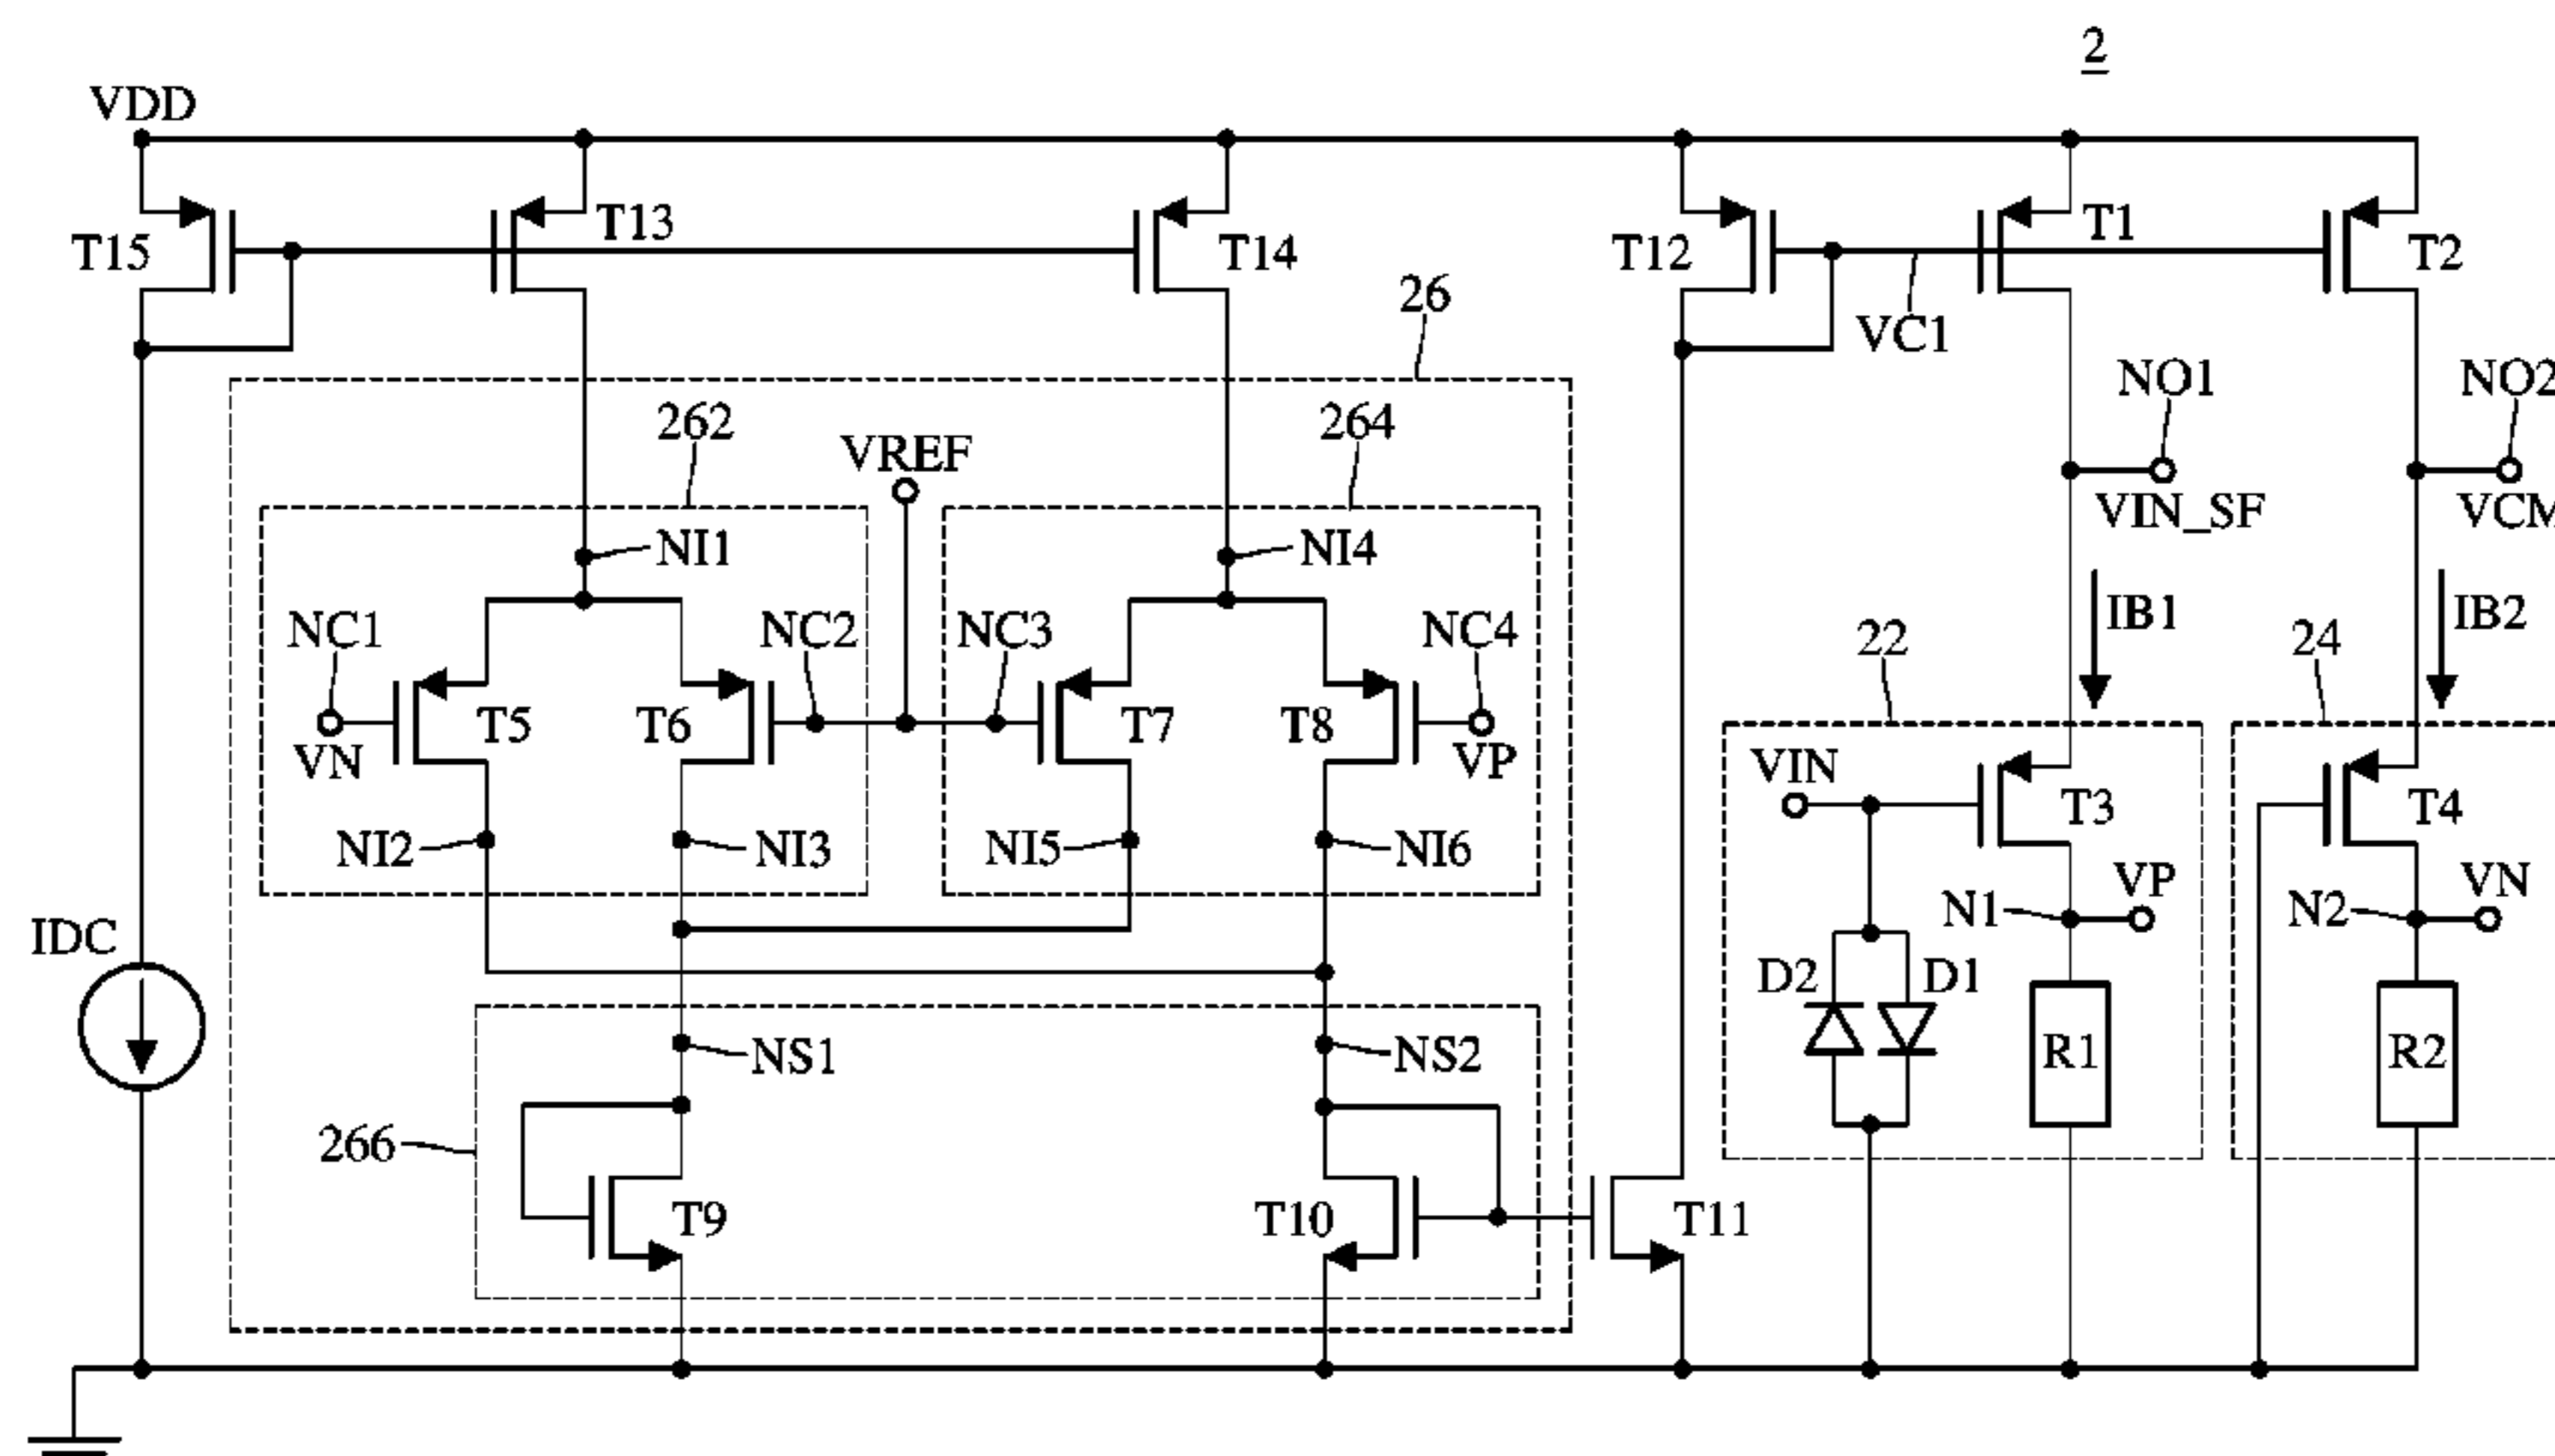 2
VDD
T15
T13
T14
T12
T1
T2
26
VC1
NO1
NO2
262
VREF
264
VIN_SF
VCM
NI1
NI4
NC1
NC2
NC3
NC4
IB1
IB2
22
24
VN
T5
T6
T7
T8
VP
VIN
T3
T4
NI2
NI3
NI5
NI6
N1
VP
N2
VN
IDC
D2
D1
R1
R2
NS1
NS2
266
T9
T10
T11